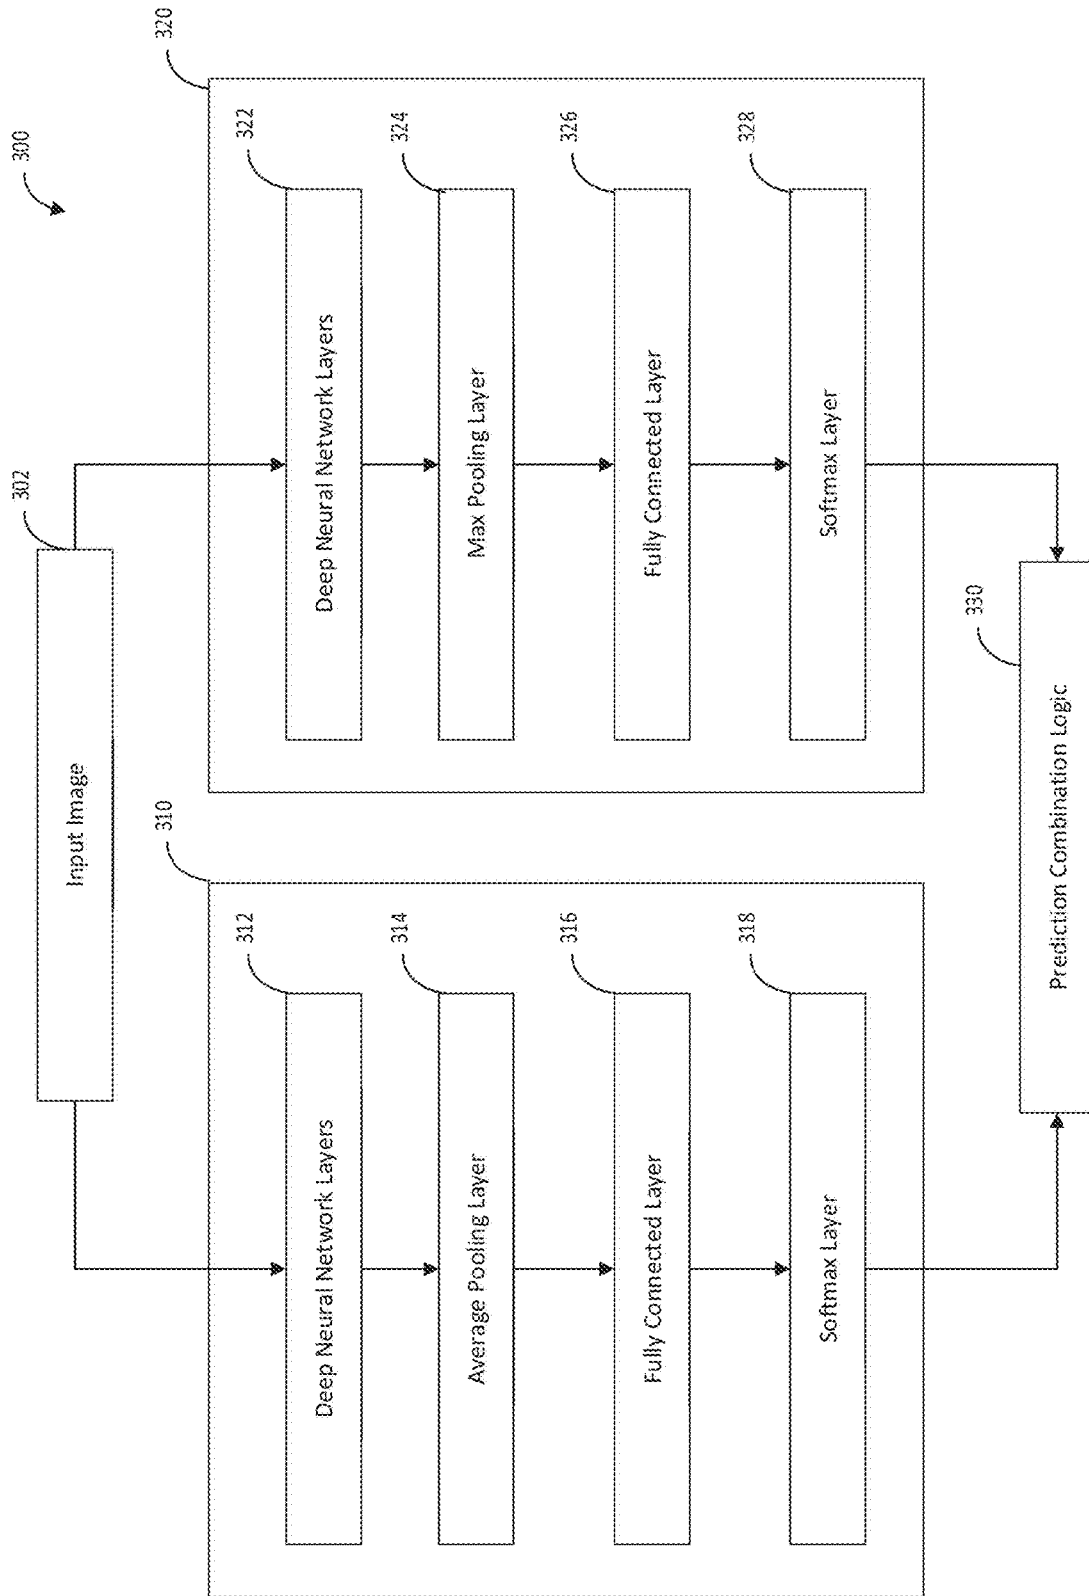 300
302
Input Image
310
320
312
Deep Neural Network Layers
322
Deep Neural Network Layers
314
Average Pooling Layer
324
Max Pooling Layer
316
Fully Connected Layer
326
Fully Connected Layer
318
Softmax Layer
328
Softmax Layer
330
Prediction Combination Logic